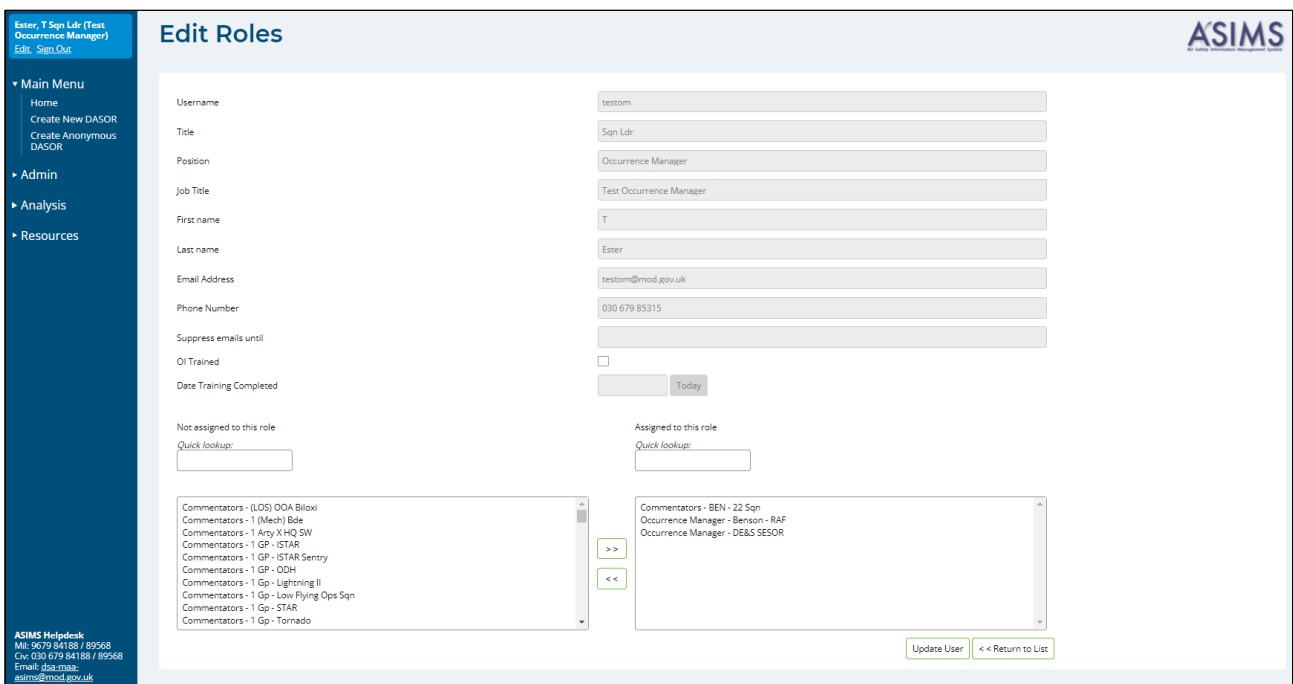 Ester, T Sqn Ldr (Test
Occurrence Manager)
Edit Sign Out
Edit Roles
ASIMS
Air Safety Information Management System
Main Menu
Home
Create New DASOR
Create Anonymous
DASOR
Admin
Analysis
Resources
Username testom
Title Sqn Ldr
Position Occurrence Manager
Job Title Test Occurrence Manager
First name T
Last name Ester
Email Address testom@mod.gov.uk
Phone Number 030 679 85315
Suppress emails until
OI Trained
Date Training Completed Today
Not assigned to this role
Quick lookup:
Assigned to this role
Quick lookup:
Commentators - (LOS) OOA Biloxi
Commentators - 1 (Mech) Bde
Commentators - 1 Arty X HQ SW
Commentators - 1 GP - ISTAR
Commentators - 1 GP - ISTAR Sentry
Commentators - 1 GP - ODH
Commentators - 1 Gp - Lightning II
Commentators - 1 Gp - Low Flying Ops Sqn
Commentators - 1 Gp - STAR
Commentators - 1 Gp - Tornado
>>
<<
Commentators - BEN - 22 Sqn
Occurrence Manager - Benson - RAF
Occurrence Manager - DE&S SESOR
Update User
<< Return to List
ASIMS Helpdesk
Mil: 9679 84188 / 89568
Civ: 030 679 84188 / 89568
Email: dsa-maa-
asims@mod.gov.uk